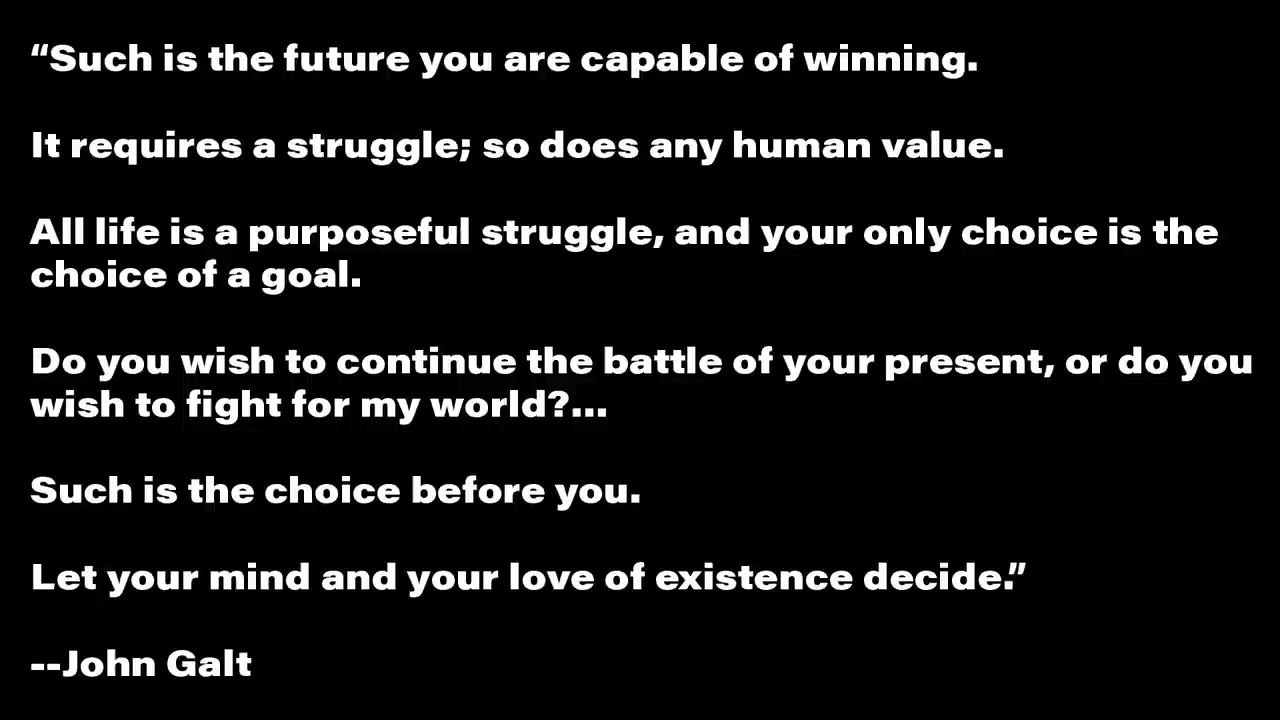 “Such is the future you are capable of winning.
It requires a struggle; so does any human value.
All life is a purposeful struggle, and your only choice is the
choice of a goal.
Do you wish to continue the battle of your present, or do you
wish to fight for my world?...
Such is the choice before you.
Let your mind and your love of existence decide.”
--John Galt